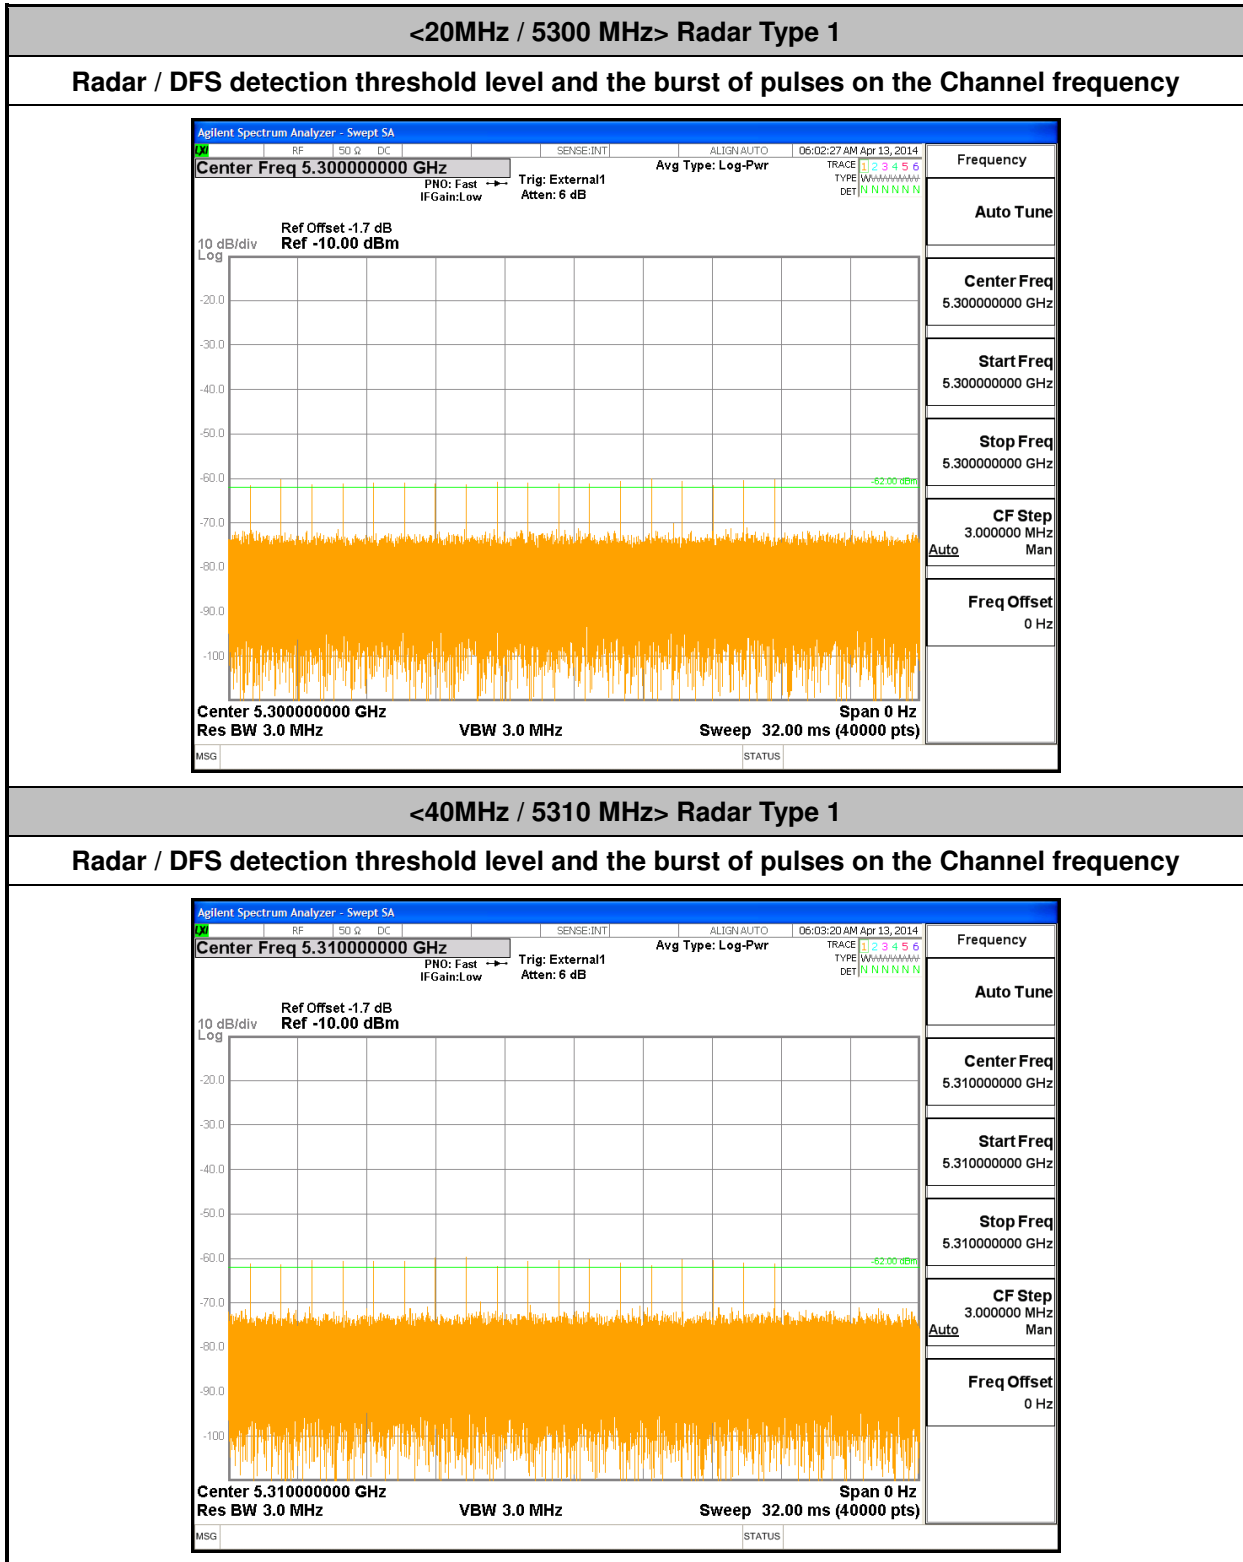 <20MHz / 5300 MHz> Radar Type 1
Radar / DFS detection threshold level and the burst of pulses on the Channel frequency
Agilent Spectrum Analyzer - Swept SA
LXI RF 50 Ω DC SENSE:INT ALIGN AUTO 06:02:27 AM Apr 13, 2014
Center Freq 5.300000000 GHz
PNO: Fast
IFGain:Low
Trig: External1
Atten: 6 dB
Avg Type: Log-Pwr
TRACE 1 2 3 4 5 6
TYPE W
DET N N N N N N
Ref Offset -1.7 dB
10 dB/div Ref -10.00 dBm
Log
-20.0
-30.0
-40.0
-50.0
-60.0
-62.00 dBm
-70.0
-80.0
-90.0
-100
Center 5.300000000 GHz Span 0 Hz
Res BW 3.0 MHz VBW 3.0 MHz Sweep 32.00 ms (40000 pts)
MSG STATUS
Frequency
Auto Tune
Center Freq
5.300000000 GHz
Start Freq
5.300000000 GHz
Stop Freq
5.300000000 GHz
CF Step
3.000000 MHz
Auto Man
Freq Offset
0 Hz
<40MHz / 5310 MHz> Radar Type 1
Radar / DFS detection threshold level and the burst of pulses on the Channel frequency
Agilent Spectrum Analyzer - Swept SA
LXI RF 50 Ω DC SENSE:INT ALIGN AUTO 06:03:20 AM Apr 13, 2014
Center Freq 5.310000000 GHz
PNO: Fast
IFGain:Low
Trig: External1
Atten: 6 dB
Avg Type: Log-Pwr
TRACE 1 2 3 4 5 6
TYPE W
DET N N N N N N
Ref Offset -1.7 dB
10 dB/div Ref -10.00 dBm
Log
-20.0
-30.0
-40.0
-50.0
-60.0
-62.00 dBm
-70.0
-80.0
-90.0
-100
Center 5.310000000 GHz Span 0 Hz
Res BW 3.0 MHz VBW 3.0 MHz Sweep 32.00 ms (40000 pts)
MSG STATUS
Frequency
Auto Tune
Center Freq
5.310000000 GHz
Start Freq
5.310000000 GHz
Stop Freq
5.310000000 GHz
CF Step
3.000000 MHz
Auto Man
Freq Offset
0 Hz